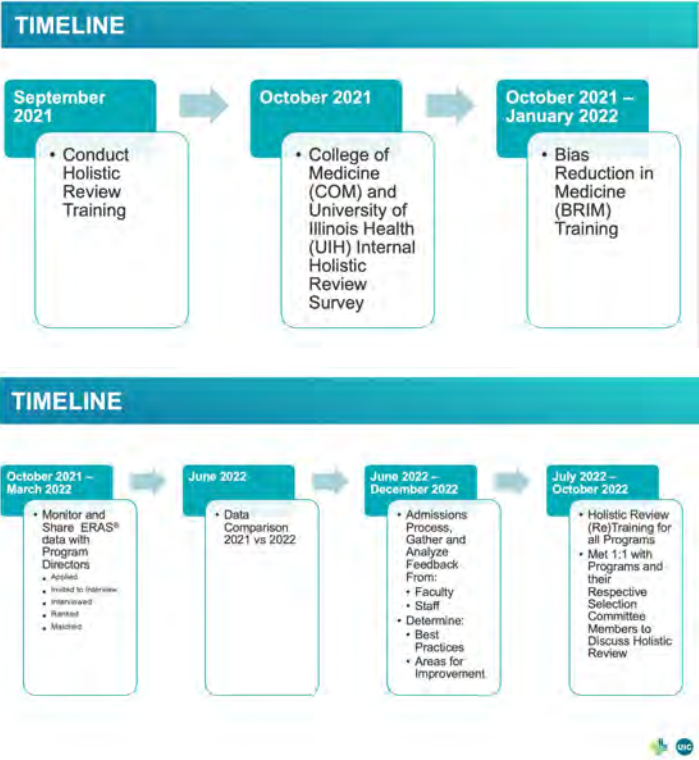 TIMELINE
September
2021
• Conduct
Holistic
Review
Training
October 2021
• College of
Medicine
(COM) and
University of
Illinois Health
(UIH) Internal
Holistic
Review
Survey
October 2021 –
January 2022
• Bias
Reduction in
Medicine
(BRIM)
Training
TIMELINE
October 2021 –
March 2022
• Monitor and
Share ERAS®
data with
Program
Directors
• Applied
• Invited to Interview
• Interviewed
• Ranked
• Matched
June 2022
• Data
Comparison
2021 vs 2022
June 2022 –
December 2022
• Admissions
Process,
Gather and
Analyze
Feedback
From:
• Faculty
• Staff
• Determine:
• Best
Practices
• Areas for
Improvement
July 2022 –
October 2022
• Holistic Review
(Re)Training for
all Programs
• Met 1:1 with
Programs and
their
Respective
Selection
Committee
Members to
Discuss Holistic
Review
UIC